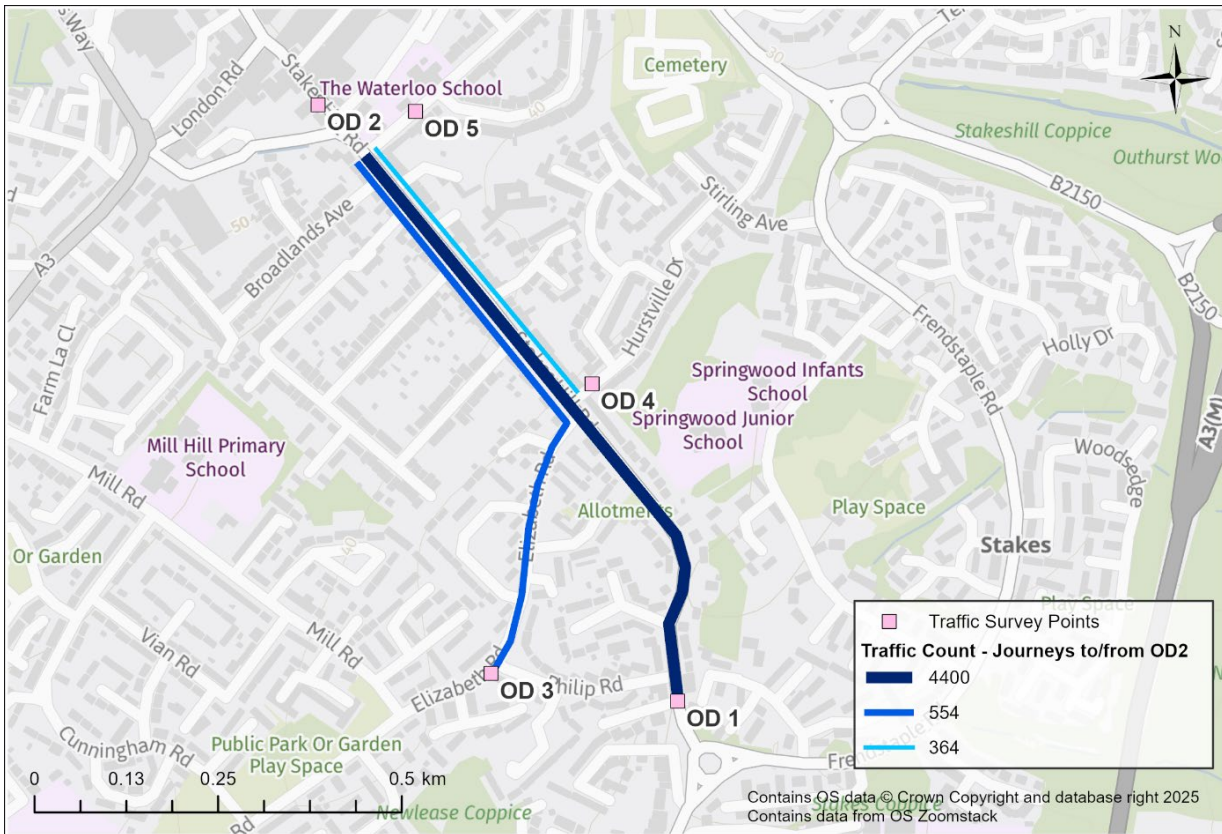 s Way
London Rd
Stakes Hill Rd
The Waterloo School
OD 2
OD 5
40
Cemetery
30
N
Stakeshill Coppice
Outhurst Wo
B2150
Stirling Ave
Broadlands Ave
50
A3
Hurstville Dr
B2150
Farm La Cl
Frendstaple Rd
Holly Dr
Springwood Infants
School
OD 4
Springwood Junior
School
A3(M)
Mill Hill Primary
School
Mill Rd
Woodsedge
Elizabeth Rd
Allotments
Play Space
40
Stakes
Or Garden
Play Space
Vian Rd
Mill Rd
Elizabeth Rd
OD 3
Philip Rd
OD 1
Cunningham Rd
Public Park Or Garden
Play Space
Newlease Coppice
Rd
Traffic Survey Points
Traffic Count - Journeys to/from OD2
4400
554
364
0 0.13 0.25 0.5 km
Contains OS data © Crown Copyright and database right 2025
Contains data from OS Zoomstack